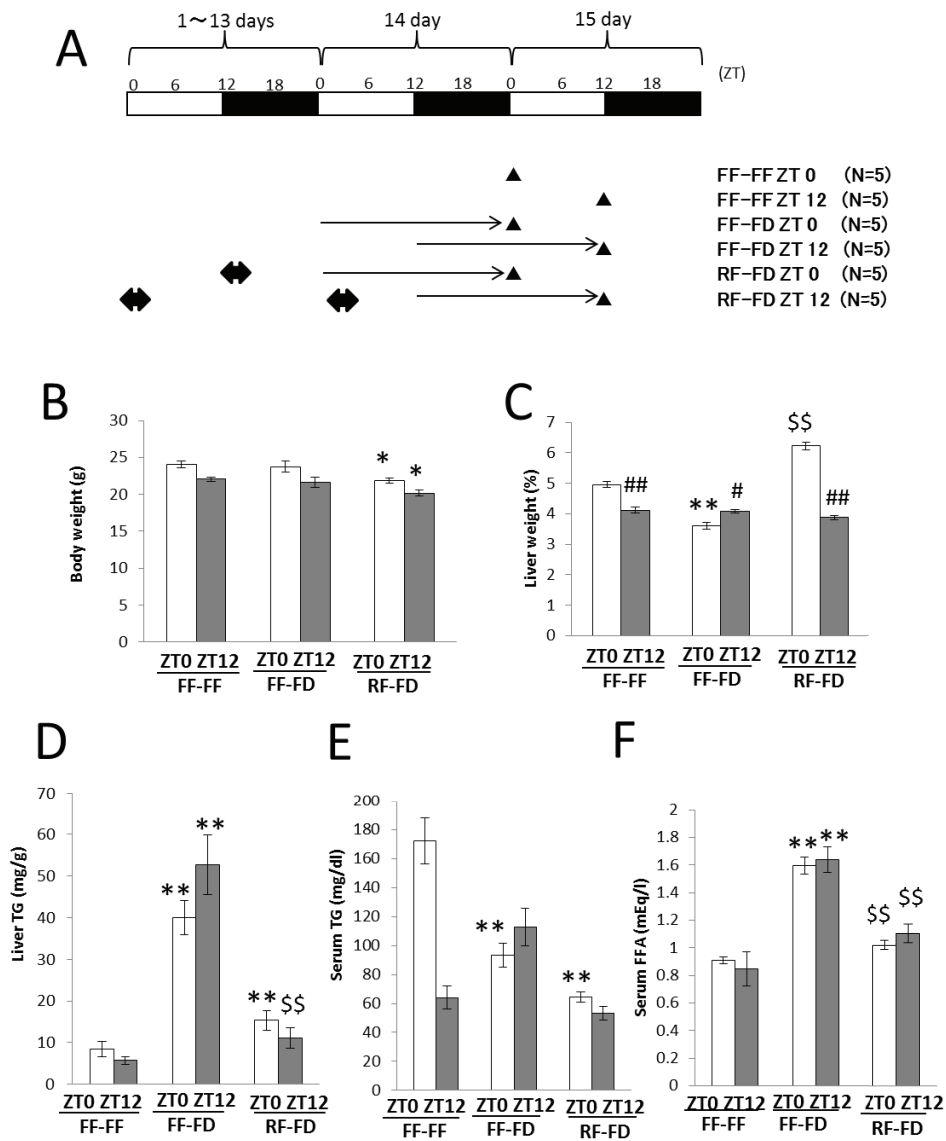 A
1~13 days 14 day 15 day
0 6 12 18 0 6 12 18 0 6 12 18 (ZT)
FF-FF ZT 0 (N=5)
FF-FF ZT 12 (N=5)
FF-FD ZT 0 (N=5)
FF-FD ZT 12 (N=5)
RF-FD ZT 0 (N=5)
RF-FD ZT 12 (N=5)
B
Body weight (g)
30
25
20
15
10
5
0
* *
ZT0 ZT12 ZT0 ZT12 ZT0 ZT12
FF-FF FF-FD RF-FD
C
Liver weight (%)
7
6
5
4
3
2
1
0
## ** # $$ ##
ZT0 ZT12 ZT0 ZT12 ZT0 ZT12
FF-FF FF-FD RF-FD
D
Liver TG (mg/g)
70
60
50
40
30
20
10
0
** ** ** $$
ZT0 ZT12 ZT0 ZT12 ZT0 ZT12
FF-FF FF-FD RF-FD
E
Serum TG (mg/dl)
200
180
160
140
120
100
80
60
40
20
0
** **
ZT0 ZT12 ZT0 ZT12 ZT0 ZT12
FF-FF FF-FD RF-FD
F
Serum FFA (mEq/l)
2
1.8
1.6
1.4
1.2
1
0.8
0.6
0.4
0.2
0
** ** $$ $$
ZT0 ZT12 ZT0 ZT12 ZT0 ZT12
FF-FF FF-FD RF-FD